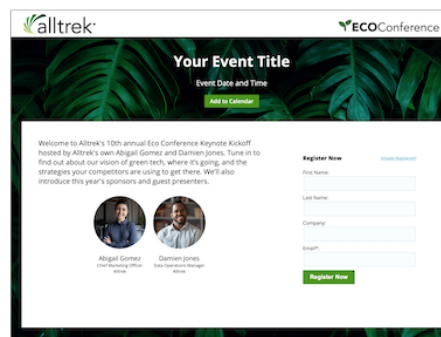 alltrek
ECOConference
Your Event Title
Event Date and Time
Add to Calendar
Welcome to Alltrek's 10th annual Eco Conference Keynote Kickoff
hosted by Alltrek's own Abigail Gomez and Damien Jones. Tune in to
find out about our vision of green-tech, where it's going, and the
strategies your competitors are using to get there. We'll also
introduce this year's sponsors and guest presenters.
Abigail Gomez
Chief Marketing Officer
Alltrek
Damien Jones
Data Operations Manager
Alltrek
Register Now
Already Registered?
First Name:
Last Name:
Company:
Email*:
Register Now